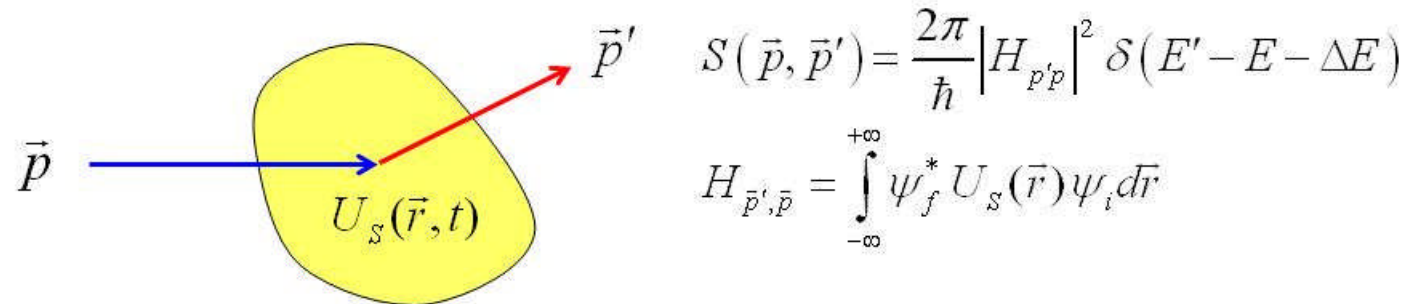 p⃗
p⃗′
U_S(r⃗, t)
S(p⃗, p⃗′) = 2π/ħ |H_{p′p}|² δ(E′ − E − ΔE)
H_{p⃗′,p⃗} = ∫_{−∞}^{+∞} ψ_f^* U_S(r⃗) ψ_i dr⃗